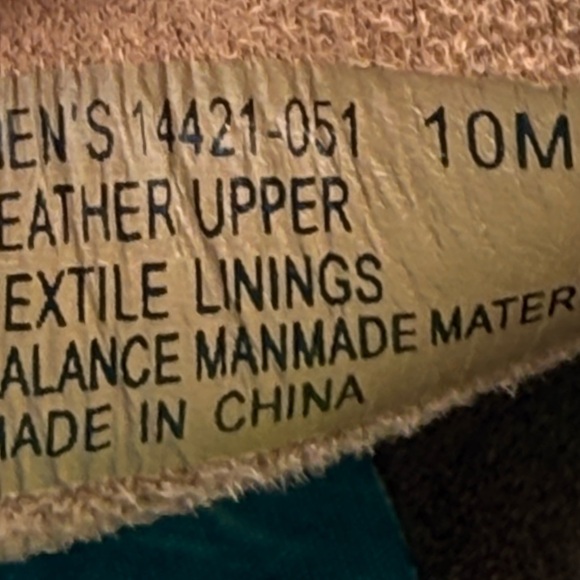 EN'S 14421-051 10M
EATHER UPPER
EXTILE LININGS
ALANCE MANMADE MATER
ADE IN CHINA